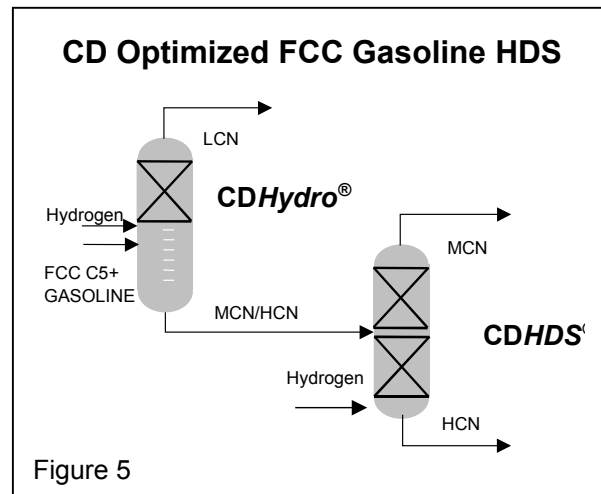 CD Optimized FCC Gasoline HDS
LCN
CDHydro®
Hydrogen
FCC C5+
GASOLINE
MCN/HCN
MCN
CDHDS
Hydrogen
HCN
Figure 5